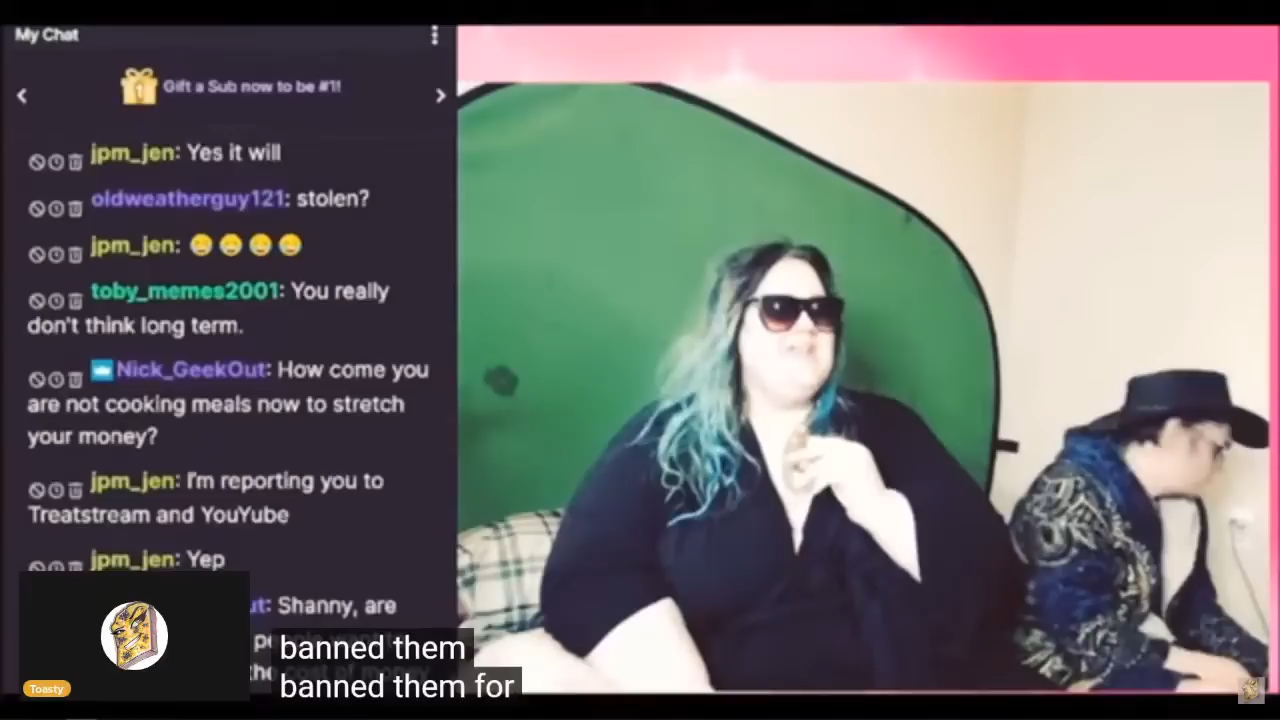 My Chat
Gift a Sub now to be #1!
jpm_jen: Yes it will
oldweatherguy121: stolen?
jpm_jen: 😂 😂 😂 😂
toby_memes2001: You really
don't think long term.
Nick_GeekOut: How come you
are not cooking meals now to stretch
your money?
jpm_jen: I'm reporting you to
Treatstream and YouYube
jpm_jen: Yep
ut: Shanny, are
banned them
banned them for
Toasty